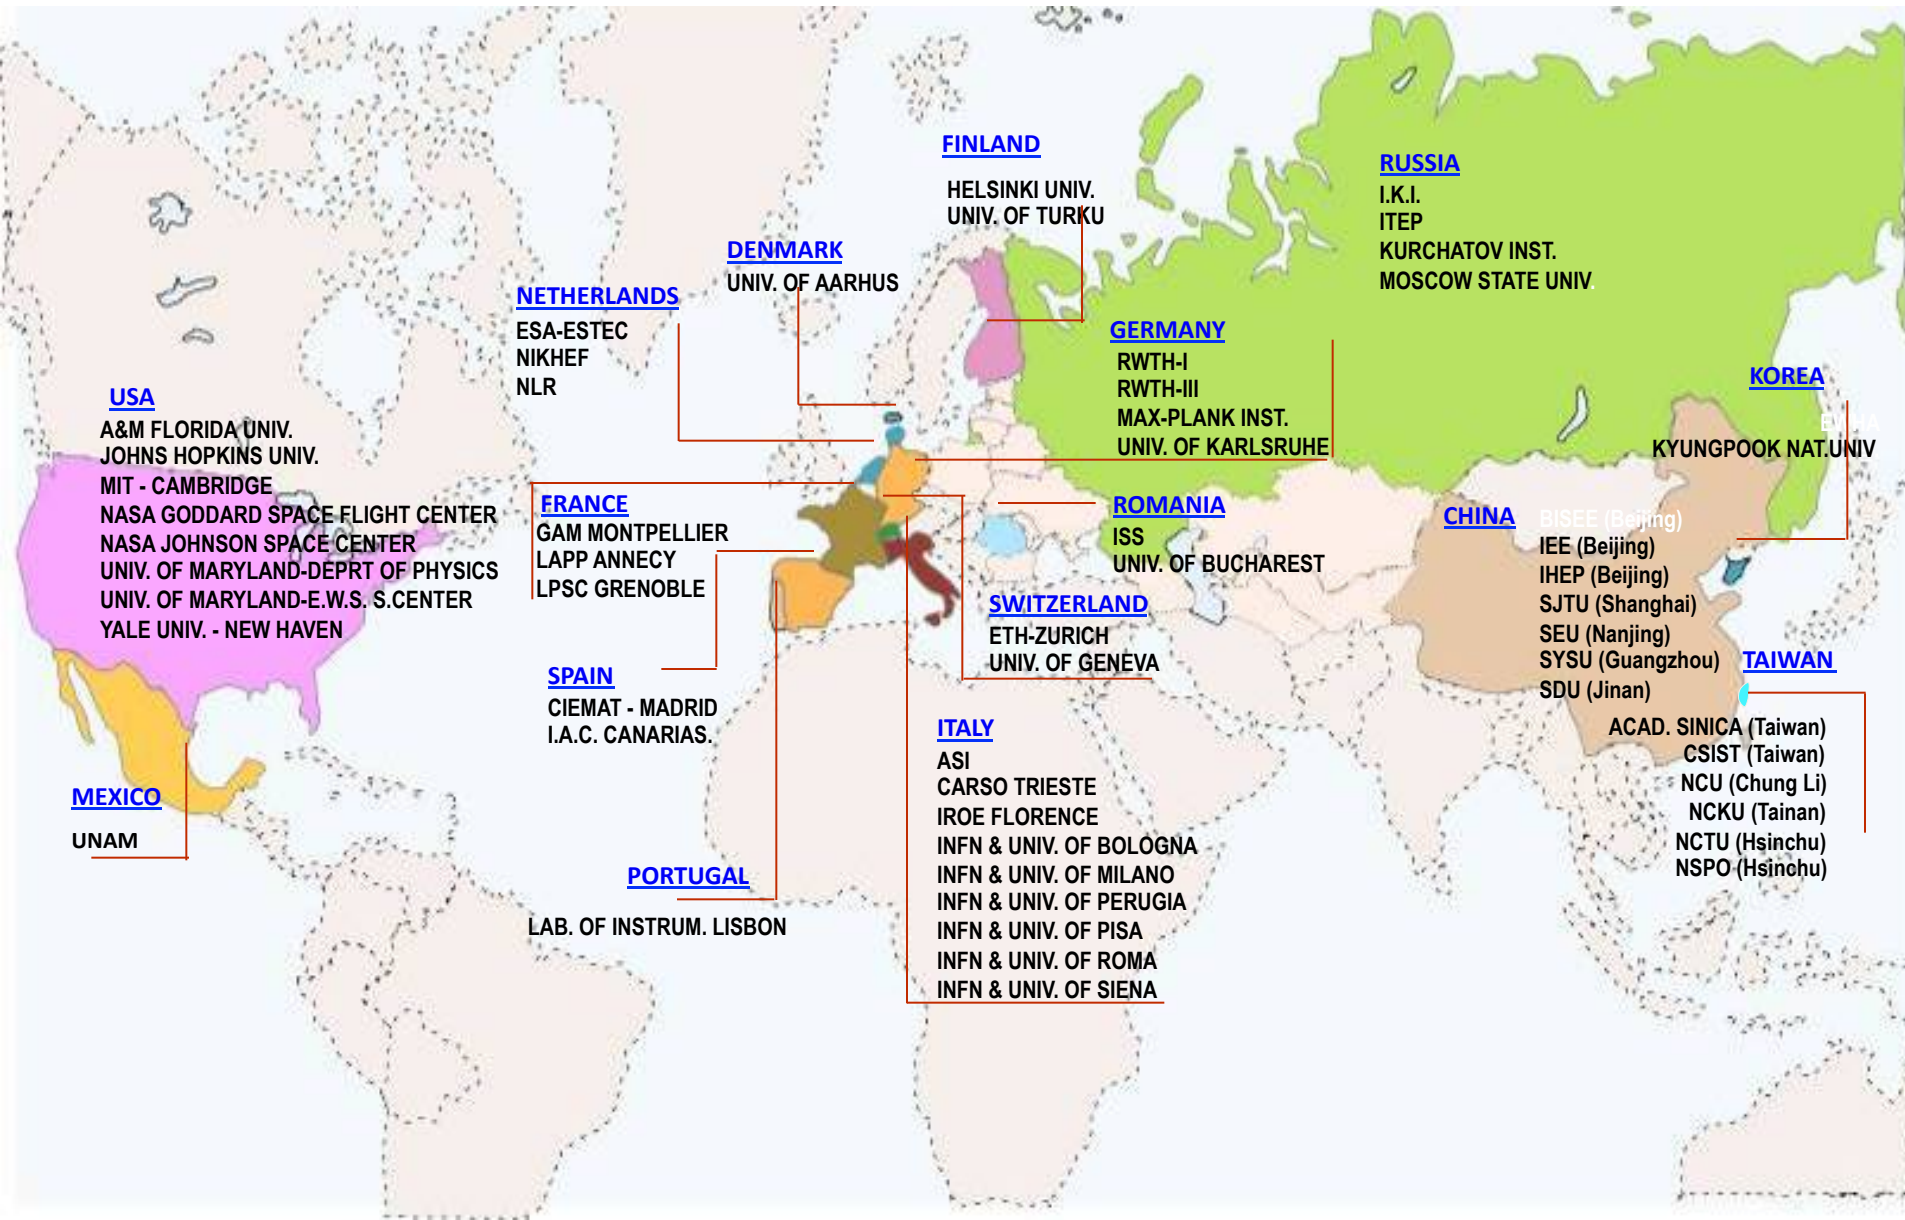 FINLAND
HELSINKI UNIV.
UNIV. OF TURKU
RUSSIA
I.K.I.
ITEP
KURCHATOV INST.
MOSCOW STATE UNIV.
DENMARK
UNIV. OF AARHUS
NETHERLANDS
ESA-ESTEC
NIKHEF
NLR
GERMANY
RWTH-I
RWTH-III
MAX-PLANK INST.
UNIV. OF KARLSRUHE
KOREA
KYUNGPOOK NAT.UNIV
USA
A&M FLORIDA UNIV.
JOHNS HOPKINS UNIV.
MIT - CAMBRIDGE
NASA GODDARD SPACE FLIGHT CENTER
NASA JOHNSON SPACE CENTER
UNIV. OF MARYLAND-DEPRT OF PHYSICS
UNIV. OF MARYLAND-E.W.S. S.CENTER
YALE UNIV. - NEW HAVEN
FRANCE
GAM MONTPELLIER
LAPP ANNECY
LPSC GRENOBLE
ROMANIA
ISS
UNIV. OF BUCHAREST
CHINA
BISEE (Beijing)
IEE (Beijing)
IHEP (Beijing)
SJTU (Shanghai)
SEU (Nanjing)
SYSU (Guangzhou)
SDU (Jinan)
SWITZERLAND
ETH-ZURICH
UNIV. OF GENEVA
TAIWAN
ACAD. SINICA (Taiwan)
CSIST (Taiwan)
NCU (Chung Li)
NCKU (Tainan)
NCTU (Hsinchu)
NSPO (Hsinchu)
SPAIN
CIEMAT - MADRID
I.A.C. CANARIAS.
ITALY
ASI
CARSO TRIESTE
IROE FLORENCE
INFN & UNIV. OF BOLOGNA
INFN & UNIV. OF MILANO
INFN & UNIV. OF PERUGIA
INFN & UNIV. OF PISA
INFN & UNIV. OF ROMA
INFN & UNIV. OF SIENA
MEXICO
UNAM
PORTUGAL
LAB. OF INSTRUM. LISBON